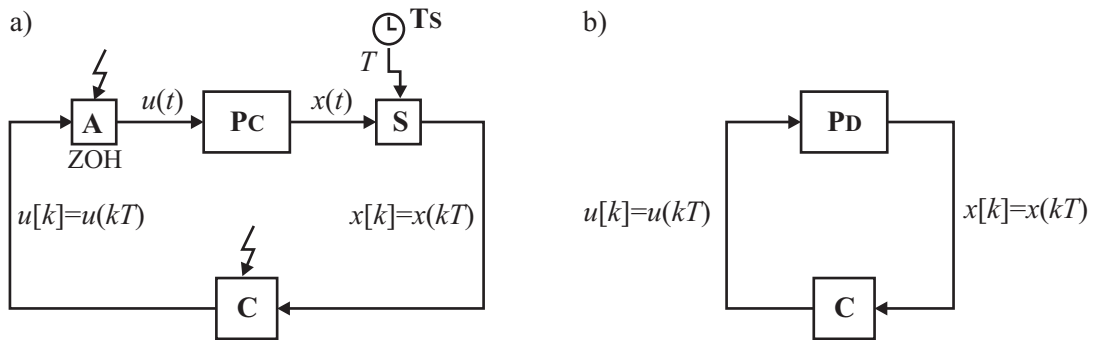 a)
TS
T
u(t)
x(t)
A
PC
S
ZOH
u[k]=u(kT)
x[k]=x(kT)
C
b)
PD
u[k]=u(kT)
x[k]=x(kT)
C